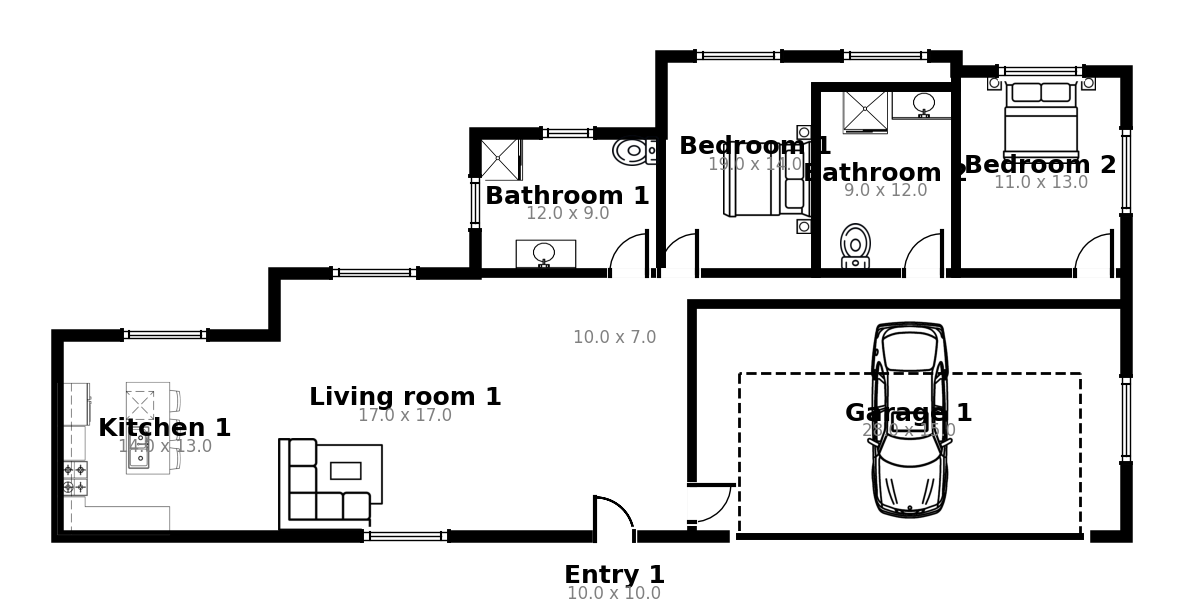 Bedroom 1
19.0 x 14.0
Bathroom 2
9.0 x 12.0
Bedroom 2
11.0 x 13.0
Bathroom 1
12.0 x 9.0
10.0 x 7.0
Living room 1
17.0 x 17.0
Kitchen 1
14.0 x 13.0
Garage 1
28.0 x 15.0
Entry 1
10.0 x 10.0